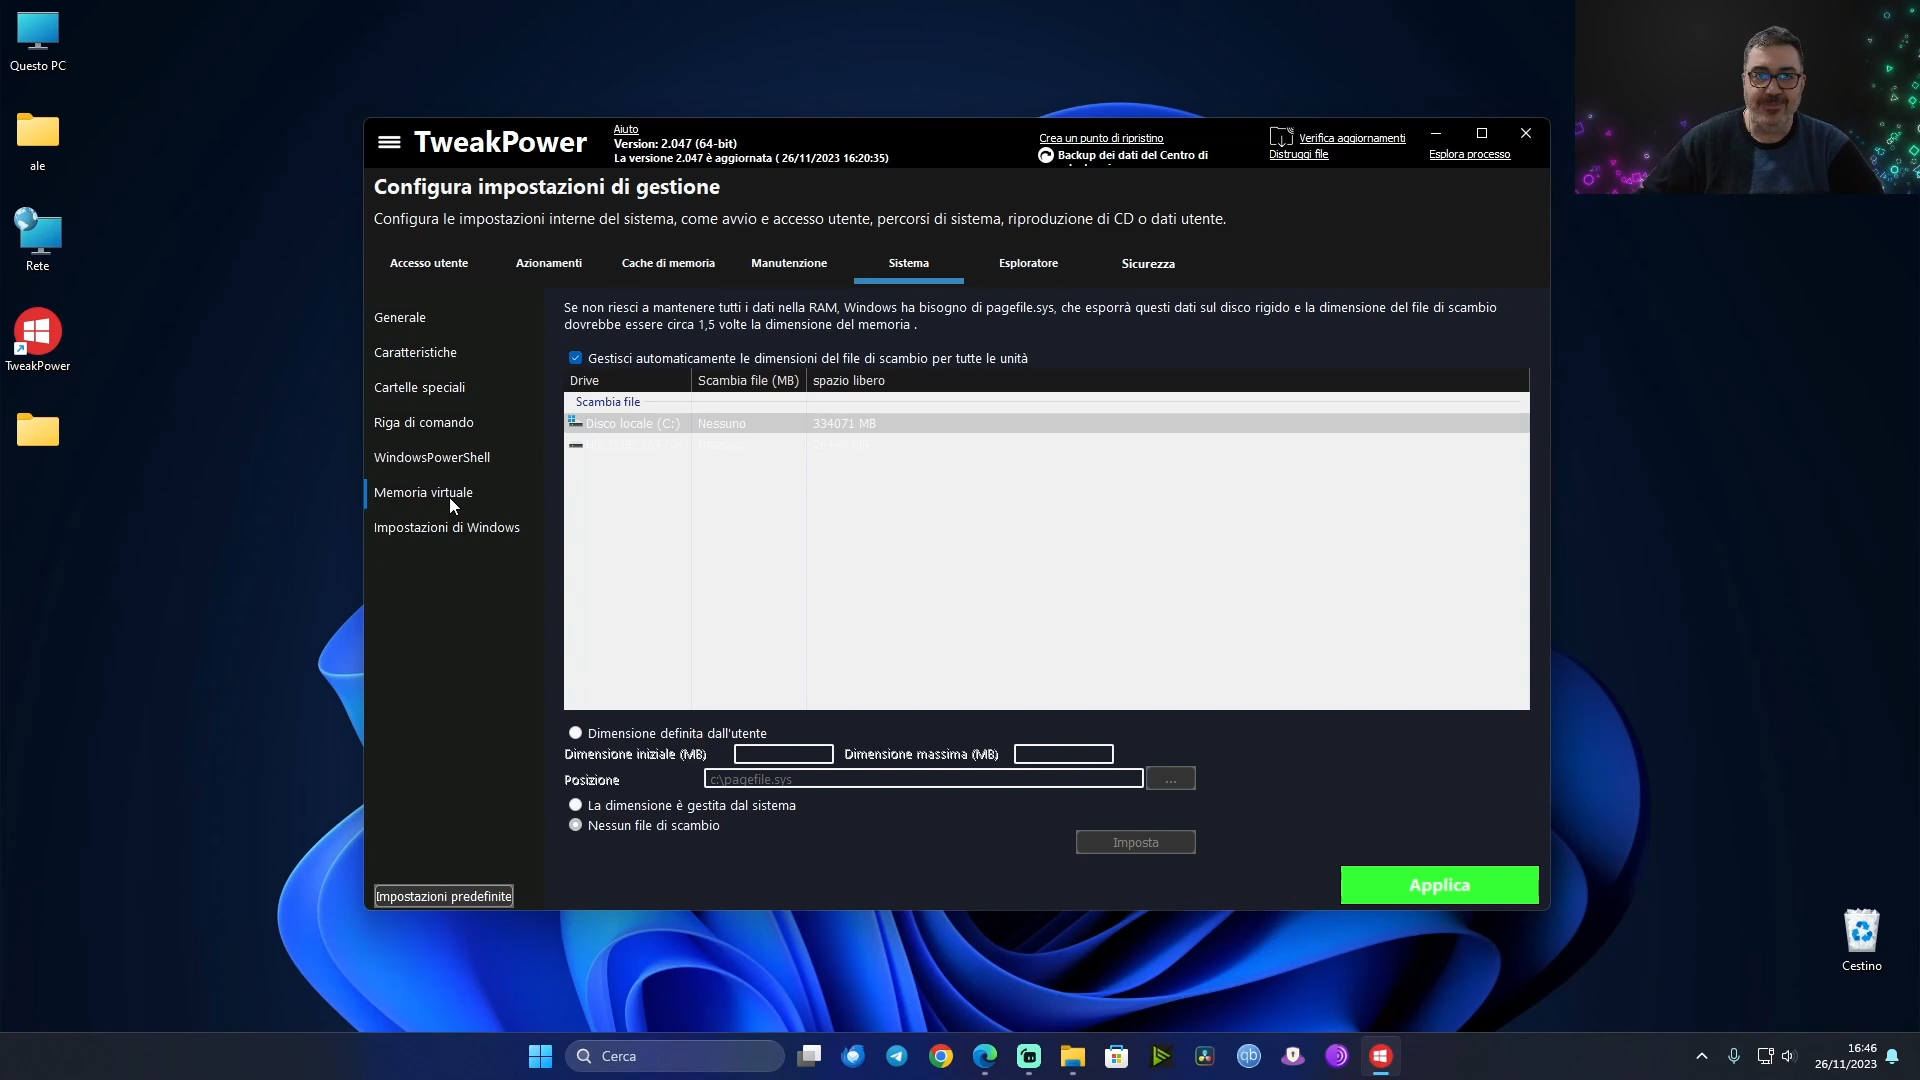 Questo PC
ale
Rete
TweakPower
TweakPower
Aiuto
Version: 2.047 (64-bit)
La versione 2.047 è aggiornata ( 26/11/2023 16:20:35)
Crea un punto di ripristino
Backup dei dati del Centro di
Verifica aggiornamenti
Distruggi file
Esplora processo
Configura impostazioni di gestione
Configura le impostazioni interne del sistema, come avvio e accesso utente, percorsi di sistema, riproduzione di CD o dati utente.
Accesso utente
Azionamenti
Cache di memoria
Manutenzione
Sistema
Esploratore
Sicurezza
Generale
Caratteristiche
Cartelle speciali
Riga di comando
WindowsPowerShell
Memoria virtuale
Impostazioni di Windows
Impostazioni predefinite
Se non riesci a mantenere tutti i dati nella RAM, Windows ha bisogno di pagefile.sys, che esporrà questi dati sul disco rigido e la dimensione del file di scambio
dovrebbe essere circa 1,5 volte la dimensione del memoria .
Gestisci automaticamente le dimensioni del file di scambio per tutte le unità
Drive
Scambia file (MB)
spazio libero
Scambia file
Disco locale (C:)
Nessuno
334071 MB
Dimensione definita dall'utente
Dimensione iniziale (MB)
Dimensione massima (MB)
Posizione
c:\pagefile.sys
...
La dimensione è gestita dal sistema
Nessun file di scambio
Imposta
Applica
Cestino
Cerca
qb
16:46
26/11/2023